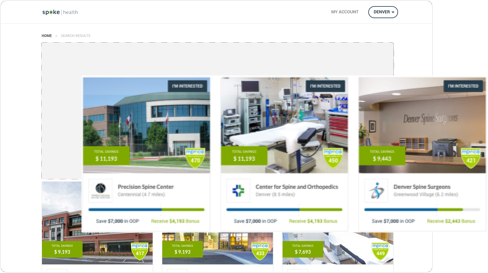 spoke | health
MY ACCOUNT
DENVER
HOME
SEARCH RESULTS
I'M INTERESTED
I'M INTERESTED
I'M INTERESTED
Denver Spine Surgeons
TOTAL SAVINGS
$ 11,193
470
TOTAL SAVINGS
$ 11,193
450
TOTAL SAVINGS
$ 9,443
421
Precision Spine Center
Centennial (4.7 miles)
Center for Spine and Orthopedics
Denver (8.5 miles)
Denver Spine Surgeons
Greenwood Village (6.2 miles)
Save $7,000 in OOP
Receive $4,193 Bonus
Save $7,000 in OOP
Receive $4,193 Bonus
Save $7,000 in OOP
Receive $2,443 Bonus
TOTAL SAVINGS
$ 9,193
TOTAL SAVINGS
$ 9,193
TOTAL SAVINGS
$ 7,693